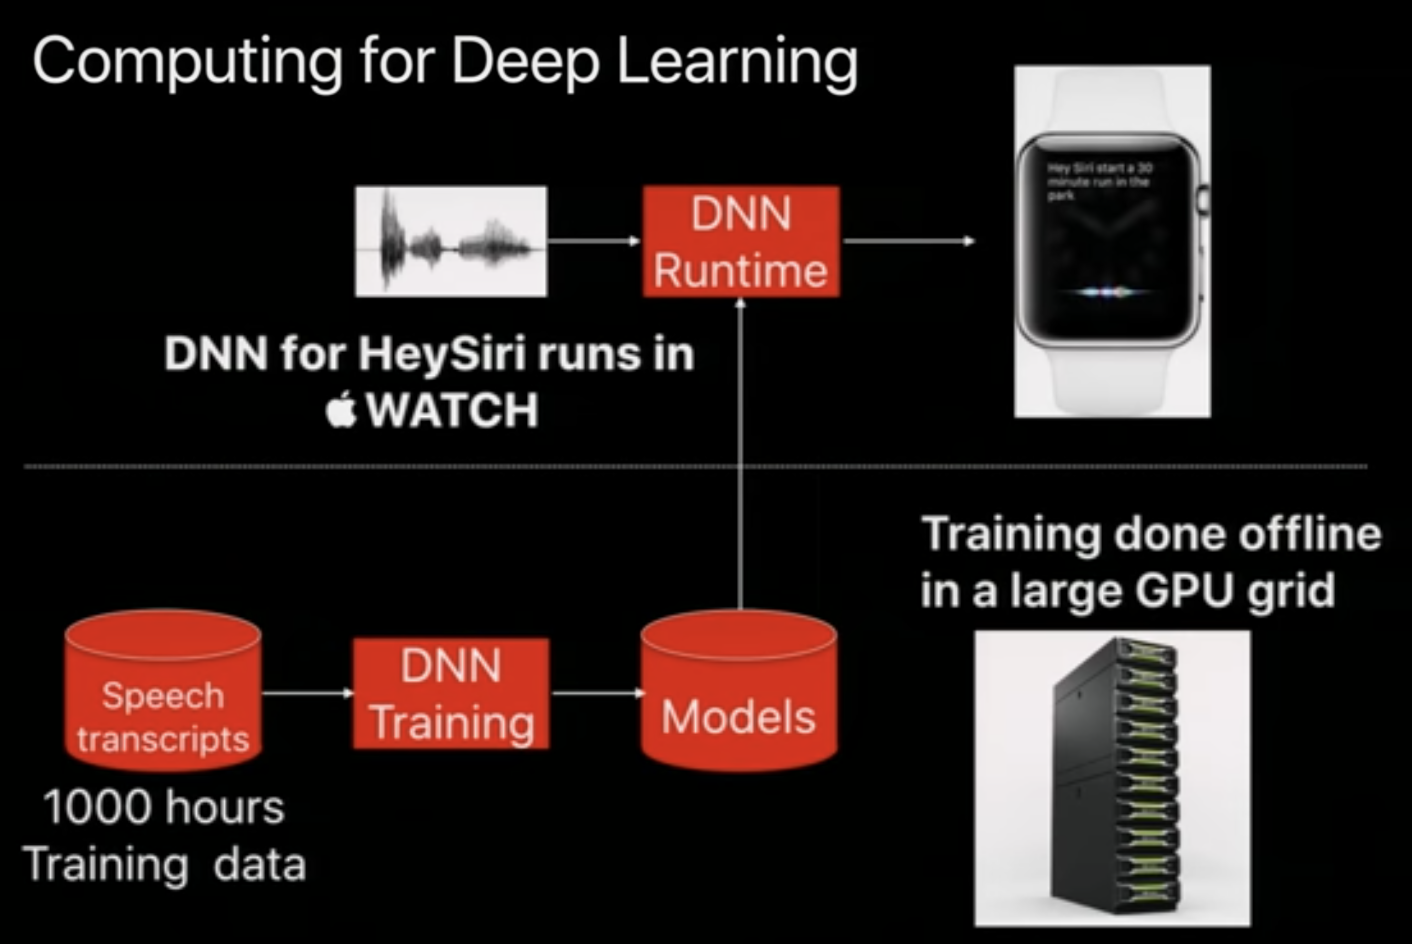 Computing for Deep Learning
Hey Siri start a 30
minute run in the
park
DNN
Runtime
DNN for HeySiri runs in
WATCH
Training done offline
in a large GPU grid
Speech
transcripts
DNN
Training
Models
1000 hours
Training data